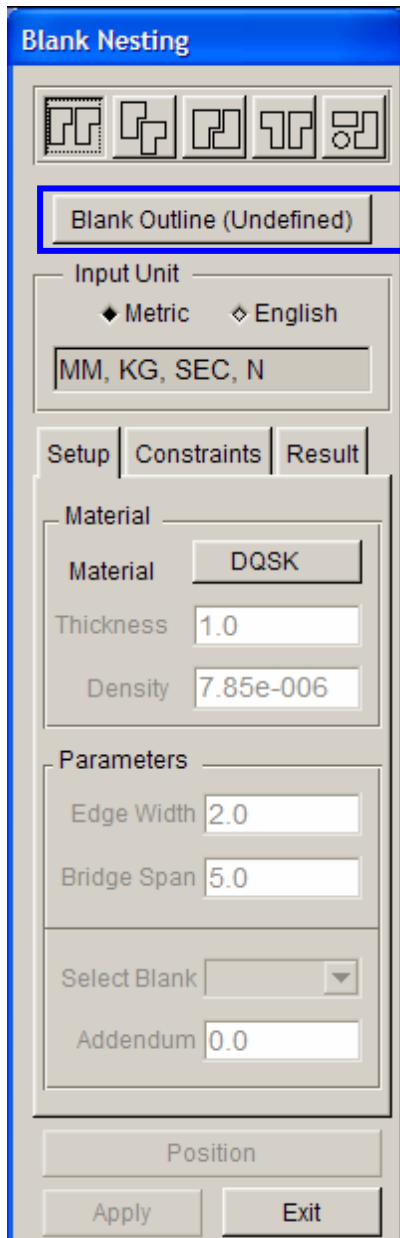 Blank Nesting
Blank Outline (Undefined)
Input Unit
Metric English
MM, KG, SEC, N
Setup Constraints Result
Material
Material DQSK
Thickness 1.0
Density 7.85e-006
Parameters
Edge Width 2.0
Bridge Span 5.0
Select Blank
Addendum 0.0
Position
Apply Exit